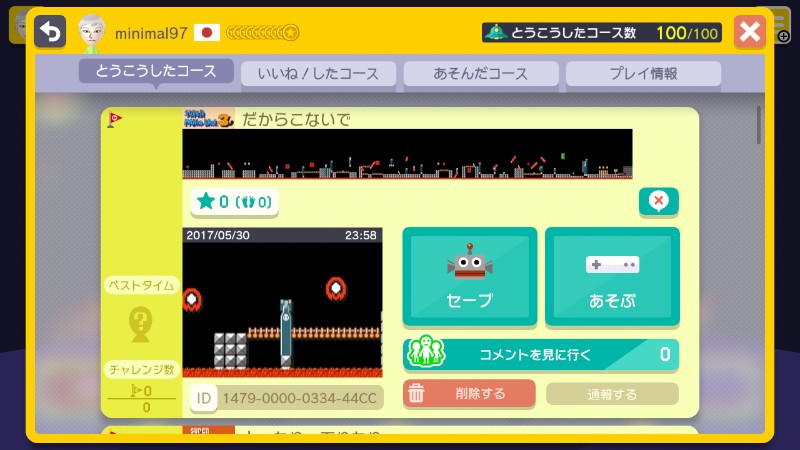 minimal97
とうこうしたコース数 100/100
とうこうしたコース
いいね！したコース
あそんだコース
プレイ情報
だからこないで
0 (0)
2017/05/30 23:58
ベストタイム
?
チャレンジ数
0
0
セーブ
あそぶ
コメントを見に行く 0
ID 1479-0000-0334-44CC
削除する
通報する